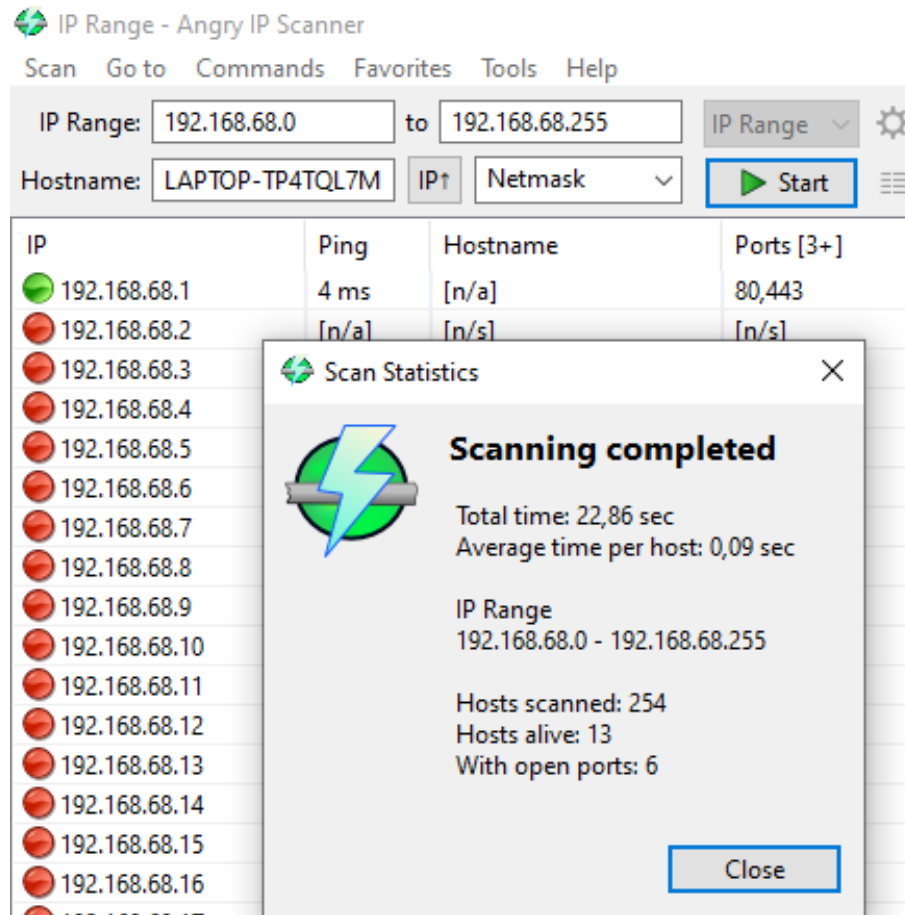 IP Range - Angry IP Scanner
Scan Go to Commands Favorites Tools Help
IP Range: 192.168.68.0 to 192.168.68.255 IP Range
Hostname: LAPTOP-TP4TQL7M IP↑ Netmask Start
IP Ping Hostname Ports [3+]
192.168.68.1 4 ms [n/a] 80,443
192.168.68.2 [n/a] [n/s] [n/s]
192.168.68.3
192.168.68.4
192.168.68.5
192.168.68.6
192.168.68.7
192.168.68.8
192.168.68.9
192.168.68.10
192.168.68.11
192.168.68.12
192.168.68.13
192.168.68.14
192.168.68.15
192.168.68.16
Scan Statistics
Scanning completed
Total time: 22,86 sec
Average time per host: 0,09 sec
IP Range
192.168.68.0 - 192.168.68.255
Hosts scanned: 254
Hosts alive: 13
With open ports: 6
Close